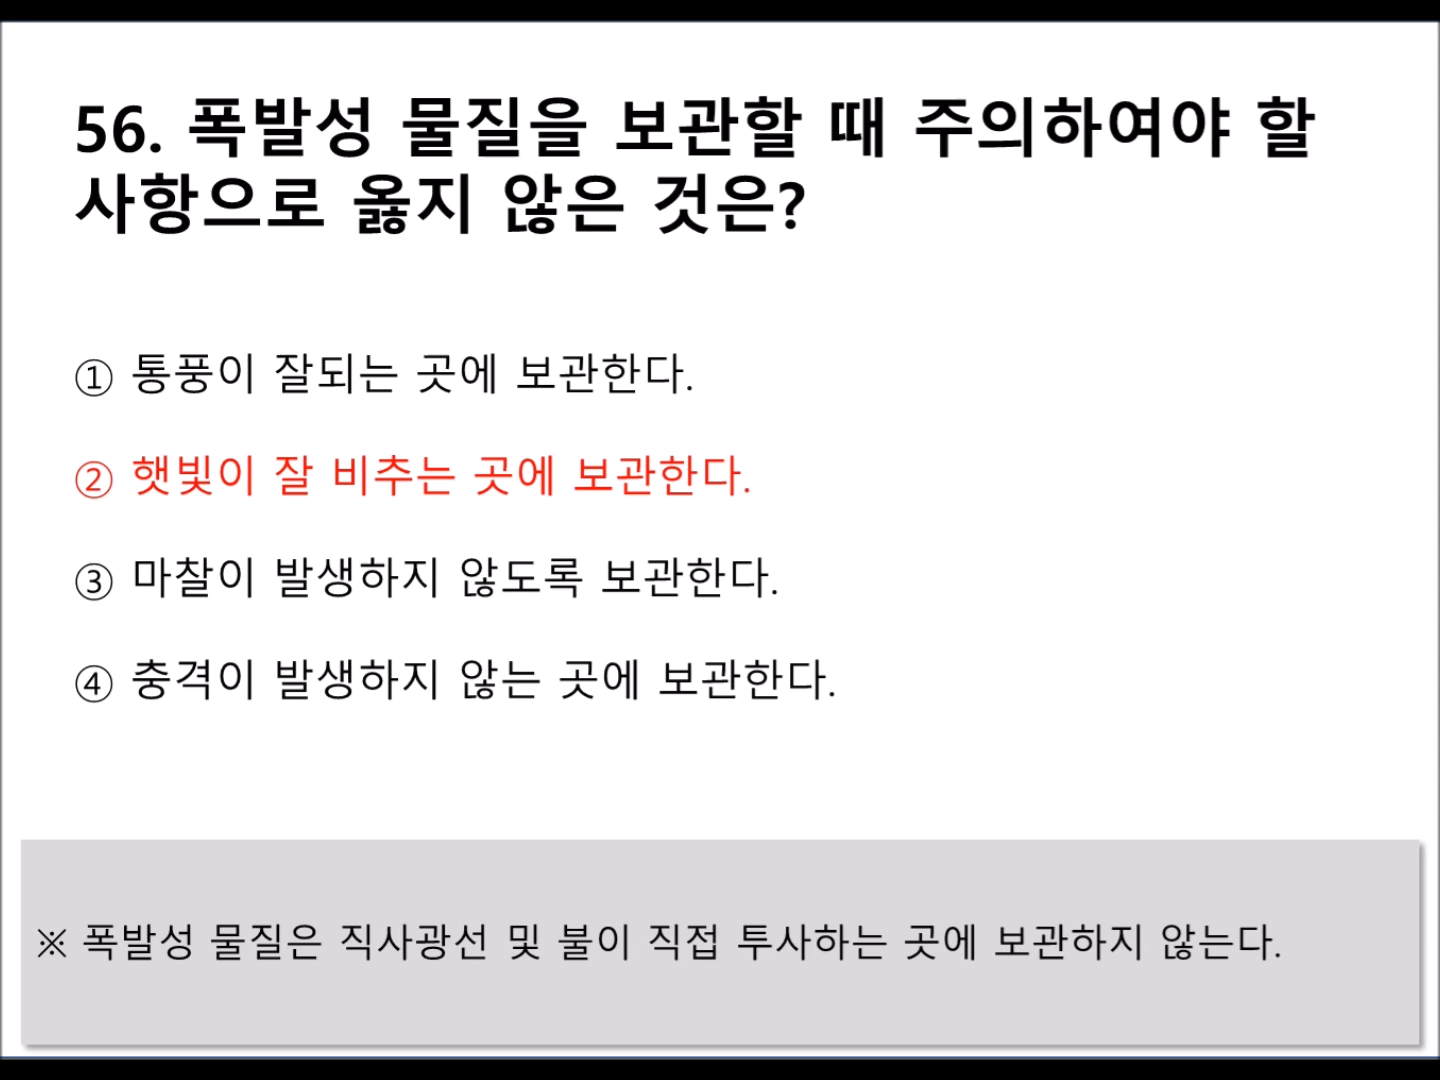 56. 폭발성 물질을 보관할 때 주의하여야 할
사항으로 옳지 않은 것은?
① 통풍이 잘되는 곳에 보관한다.
② 햇빛이 잘 비추는 곳에 보관한다.
③ 마찰이 발생하지 않도록 보관한다.
④ 충격이 발생하지 않는 곳에 보관한다.
※ 폭발성 물질은 직사광선 및 불이 직접 투사하는 곳에 보관하지 않는다.